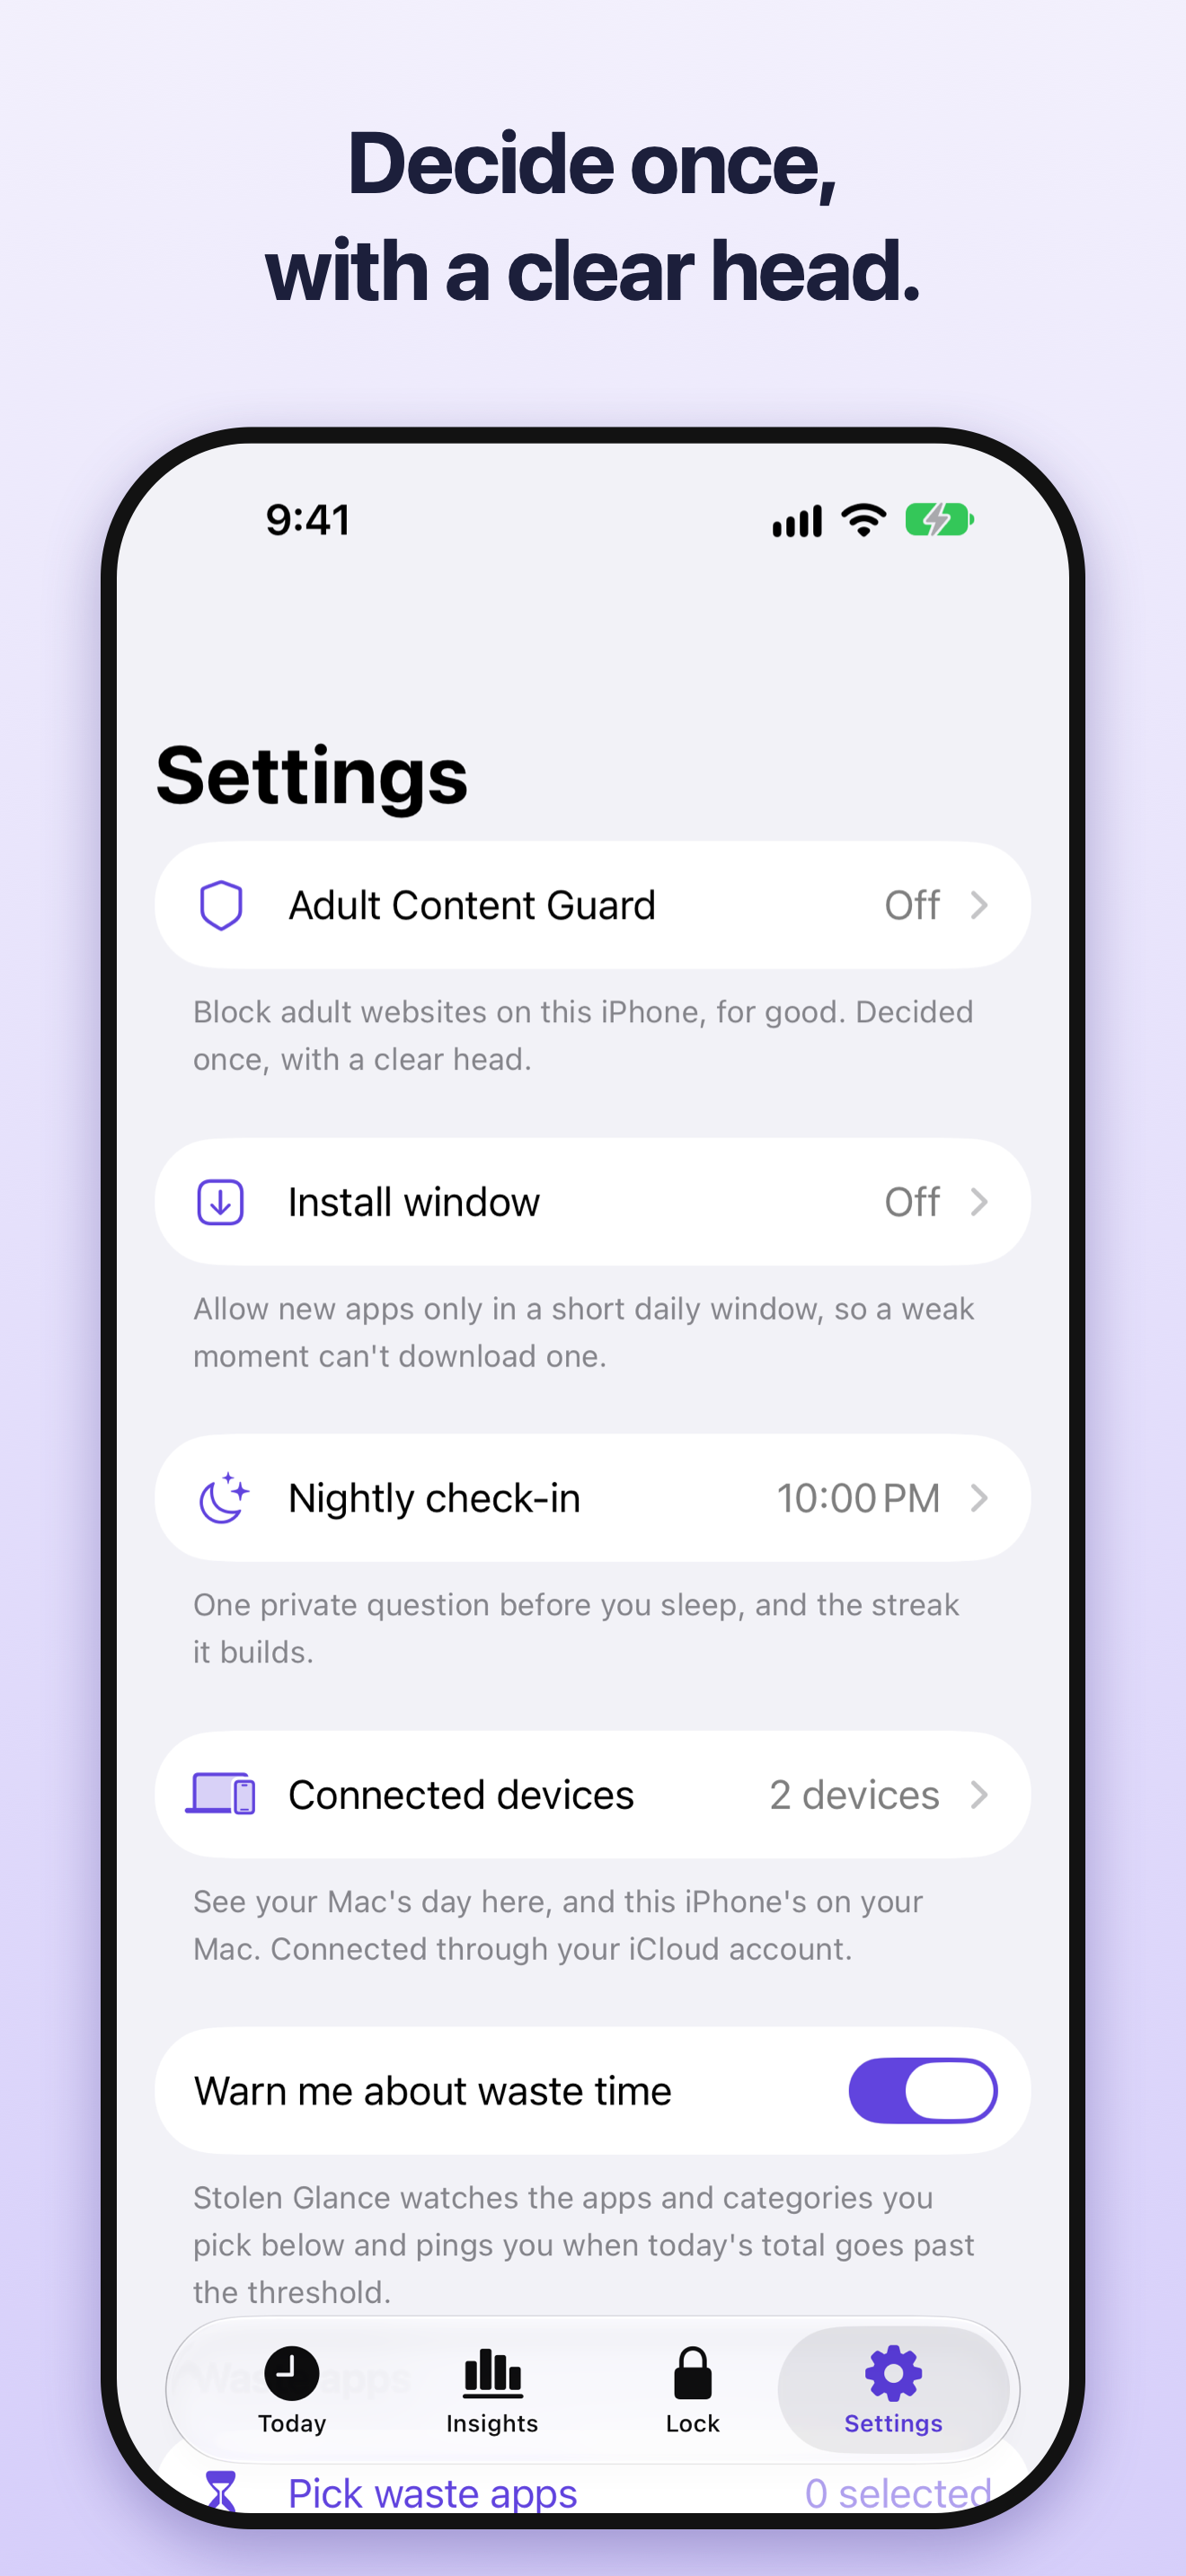 Decide once,
with a clear head.
9:41
Settings
Adult Content Guard Off
Block adult websites on this iPhone, for good. Decided
once, with a clear head.
Install window Off
Allow new apps only in a short daily window, so a weak
moment can't download one.
Nightly check-in 10:00 PM
One private question before you sleep, and the streak
it builds.
Connected devices 2 devices
See your Mac's day here, and this iPhone's on your
Mac. Connected through your iCloud account.
Warn me about waste time
Stolen Glance watches the apps and categories you
pick below and pings you when today's total goes past
the threshold.
Waste apps
Today Insights Lock Settings
Pick waste apps 0 selected